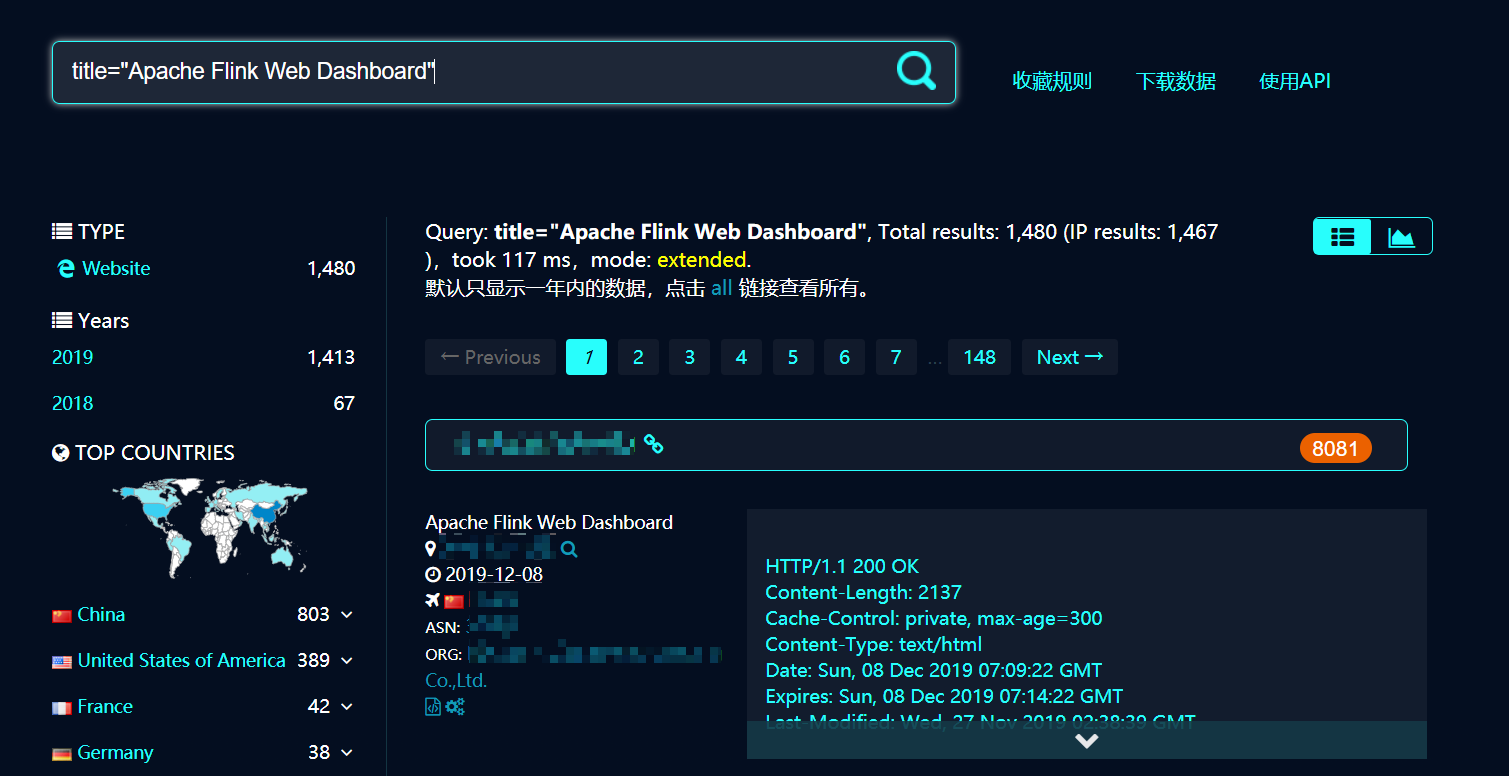 title="Apache Flink Web Dashboard"
收藏规则
下载数据
使用API
TYPE
Website 1,480
Years
2019 1,413
2018 67
TOP COUNTRIES
China 803
United States of America 389
France 42
Germany 38
Query: title="Apache Flink Web Dashboard", Total results: 1,480 (IP results: 1,467
)，took 117 ms，mode: extended.
默认只显示一年内的数据，点击 all 链接查看所有。
← Previous 1 2 3 4 5 6 7 ... 148 Next →
8081
Apache Flink Web Dashboard
2019-12-08
ASN:
ORG:
Co.,Ltd.
HTTP/1.1 200 OK
Content-Length: 2137
Cache-Control: private, max-age=300
Content-Type: text/html
Date: Sun, 08 Dec 2019 07:09:22 GMT
Expires: Sun, 08 Dec 2019 07:14:22 GMT
Last-Modified: Wed, 27 Nov 2019 02:38:39 GMT